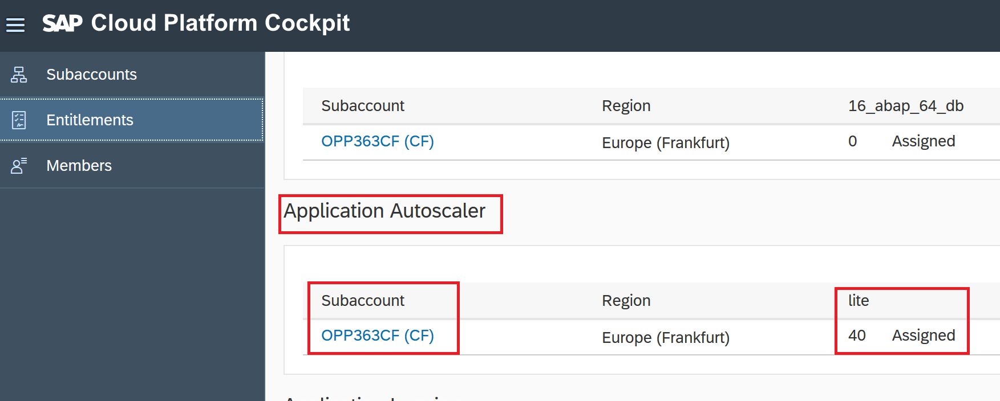 SAP Cloud Platform Cockpit
Subaccounts
Entitlements
Members
Subaccount Region 16_abap_64_db
OPP363CF (CF) Europe (Frankfurt) 0 Assigned
Application Autoscaler
Subaccount Region lite
OPP363CF (CF) Europe (Frankfurt) 40 Assigned